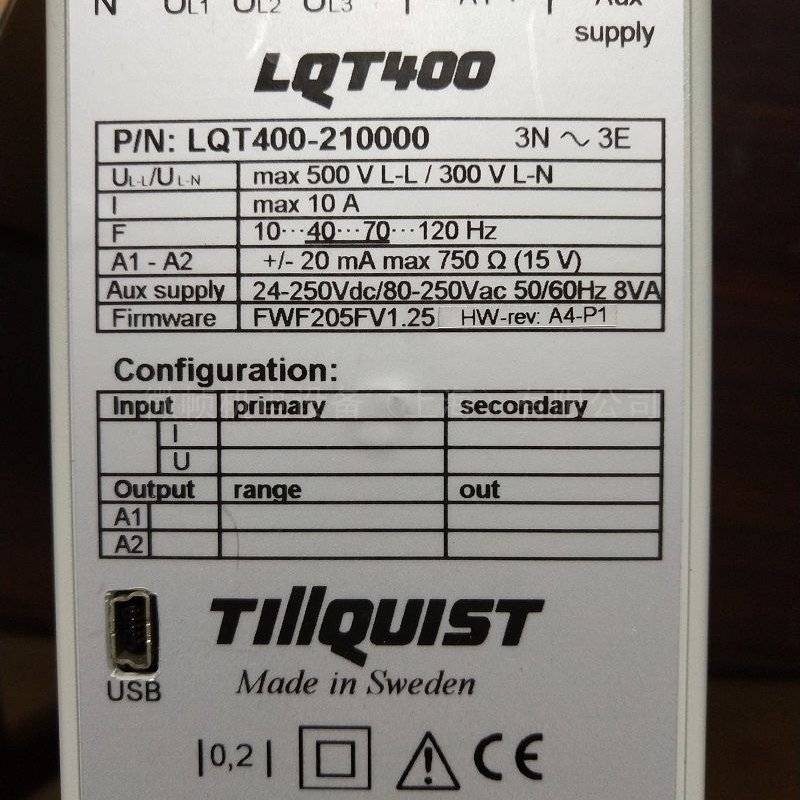 N UL1 UL2 UL3
Aux
supply
LQT400
P/N: LQT400-210000 3N ~ 3E
UL-L/UL-N max 500 V L-L / 300 V L-N
I max 10 A
F 10···40···70···120 Hz
A1 - A2 +/- 20 mA max 750 Ω (15 V)
Aux supply 24-250Vdc/80-250Vac 50/60Hz 8VA
Firmware FWF205FV1.25 HW-rev: A4-P1
Configuration:
Input primary secondary
I
U
Output range out
A1
A2
TILLQUIST
USB
Made in Sweden
|0,2| CE